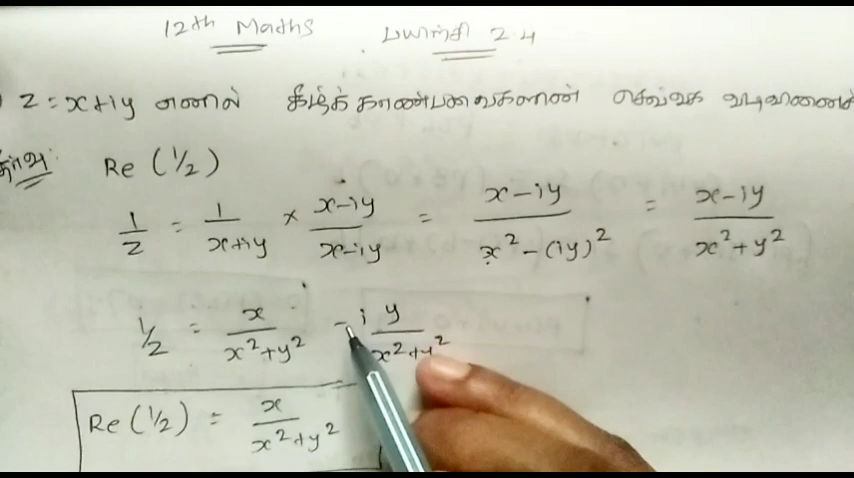 12th Maths பயிற்சி 2.4
z = x+iy எனில் கீழ்க்காண்பவைகளின் செவ்வக வடிவினைக்
தீர்வு:
Re (1/z)
1/z = 1/(x+iy) × (x-iy)/(x-iy) = (x-iy)/(x²-(iy)²) = (x-iy)/(x²+y²)
1/z = x/(x²+y²) - i y/(x²+y²)
Re (1/z) = x/(x²+y²)